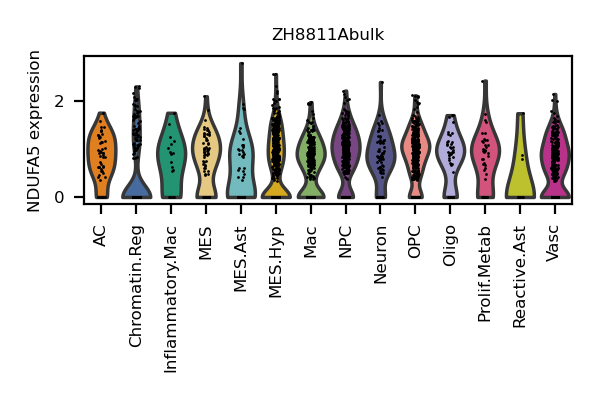 ZH8811Abulk
NDUFA5 expression
2
0
AC
Chromatin.Reg
Inflammatory.Mac
MES
MES.Ast
MES.Hyp
Mac
NPC
Neuron
OPC
Oligo
Prolif.Metab
Reactive.Ast
Vasc